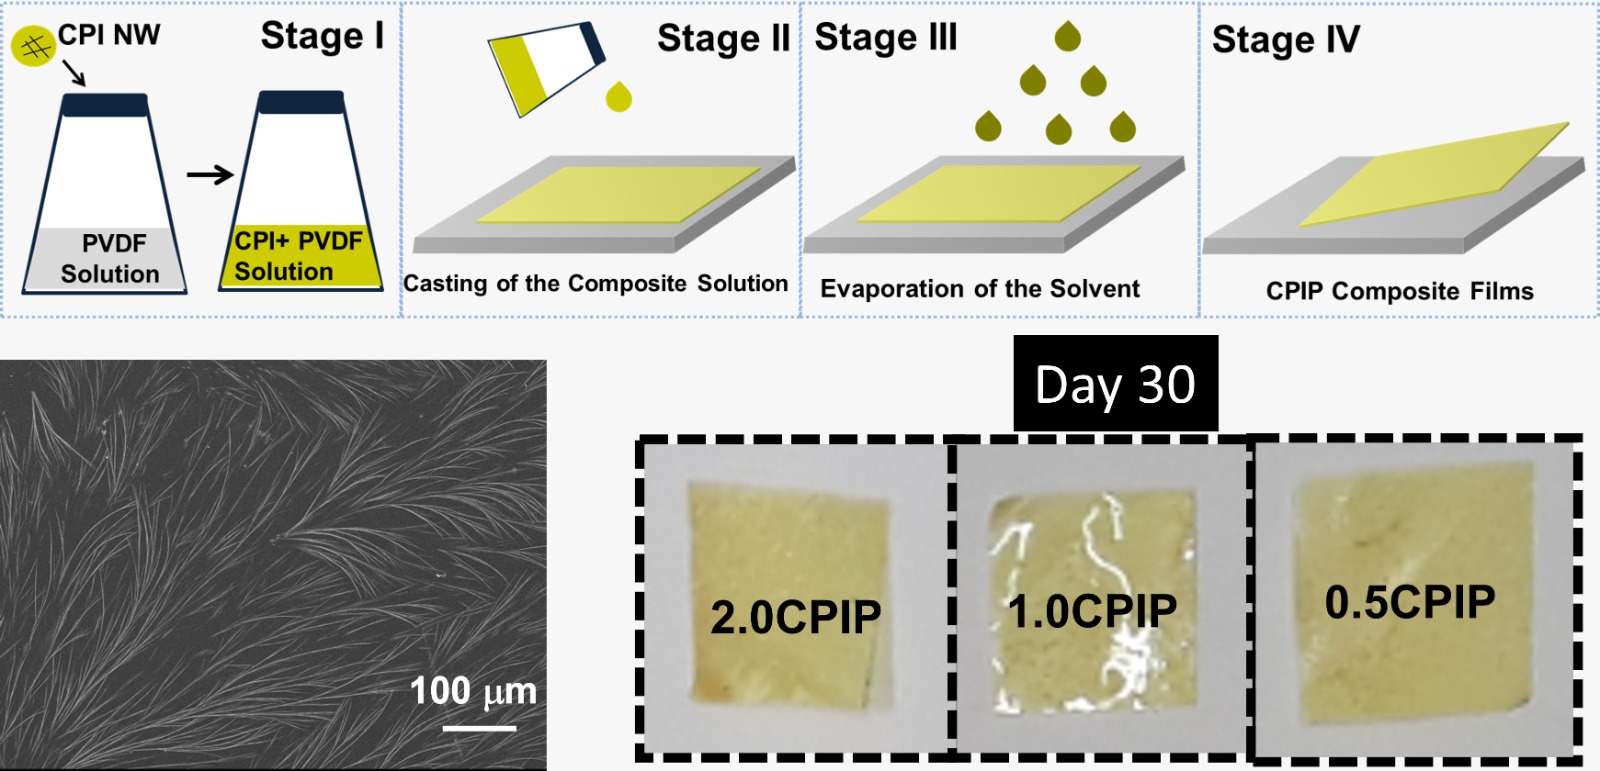 CPI NW
Stage I
PVDF
Solution
CPI+ PVDF
Solution
Stage II
Casting of the Composite Solution
Stage III
Evaporation of the Solvent
Stage IV
CPIP Composite Films
100 μm
Day 30
2.0CPIP
1.0CPIP
0.5CPIP